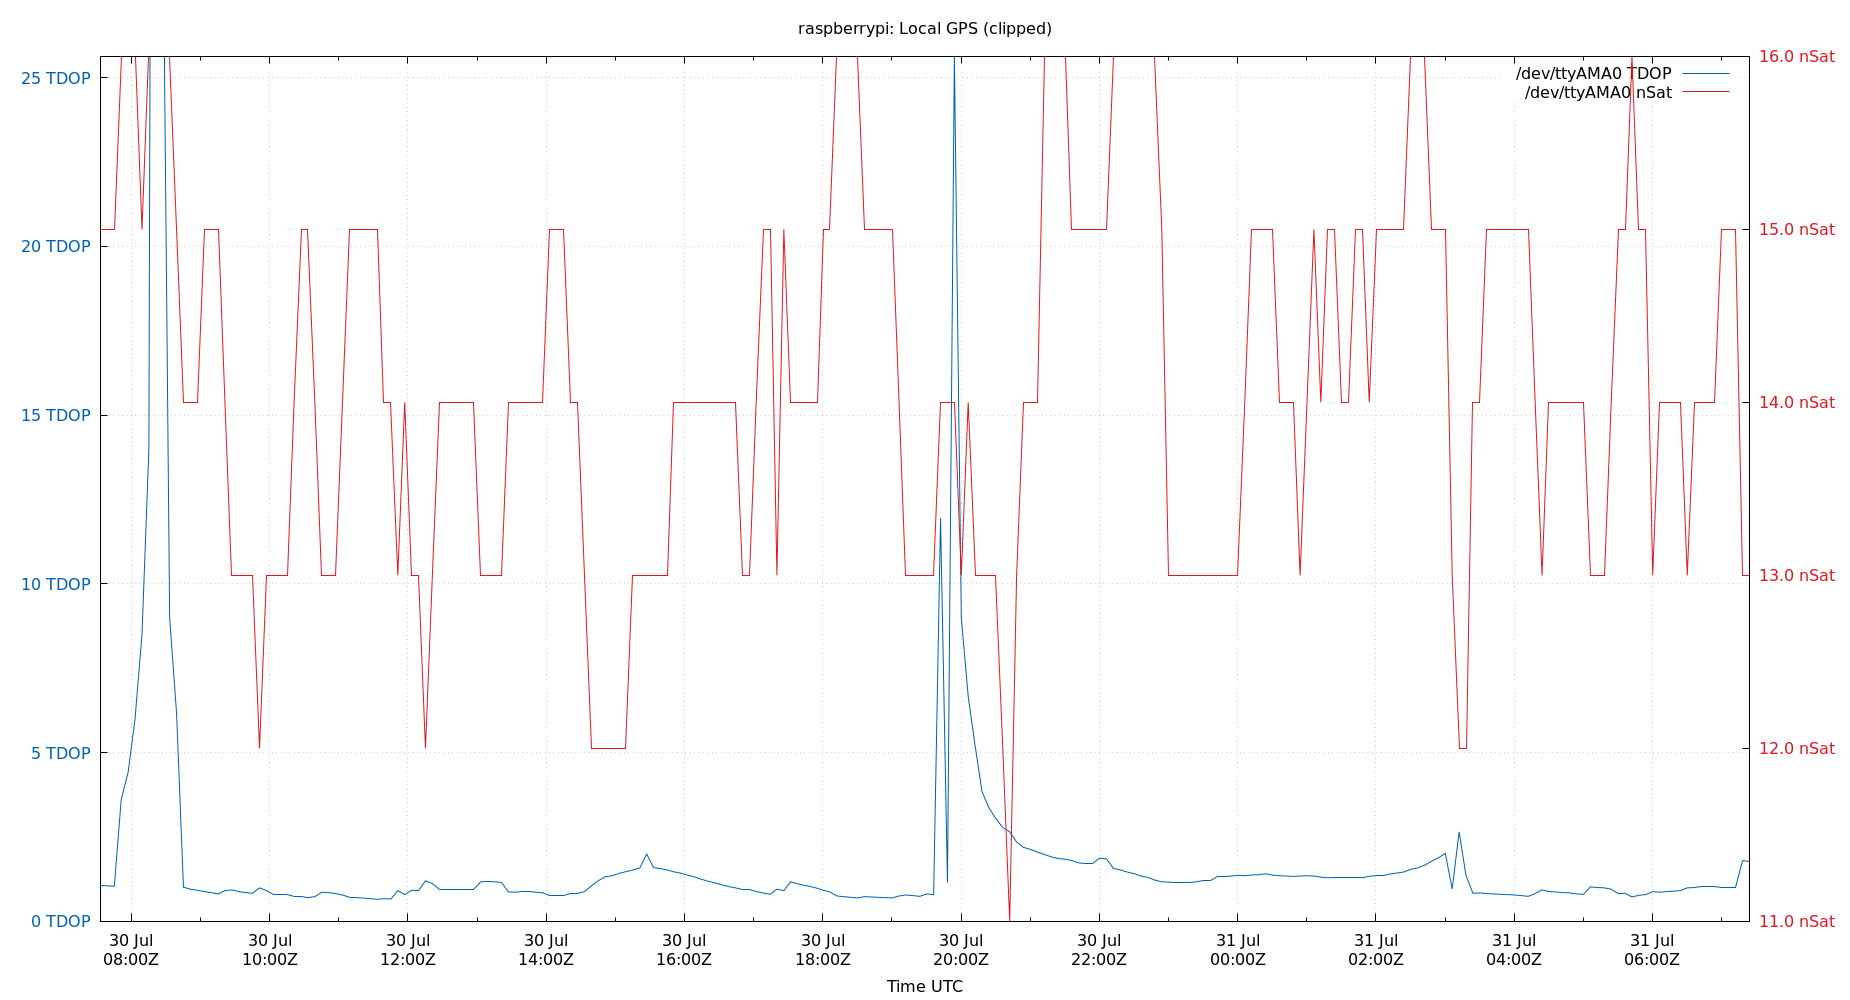 raspberrypi: Local GPS (clipped)
25 TDOP
20 TDOP
15 TDOP
10 TDOP
5 TDOP
0 TDOP
16.0 nSat
15.0 nSat
14.0 nSat
13.0 nSat
12.0 nSat
11.0 nSat
/dev/ttyAMA0 TDOP
/dev/ttyAMA0 nSat
30 Jul
08:00Z
30 Jul
10:00Z
30 Jul
12:00Z
30 Jul
14:00Z
30 Jul
16:00Z
30 Jul
18:00Z
30 Jul
20:00Z
30 Jul
22:00Z
31 Jul
00:00Z
31 Jul
02:00Z
31 Jul
04:00Z
31 Jul
06:00Z
Time UTC